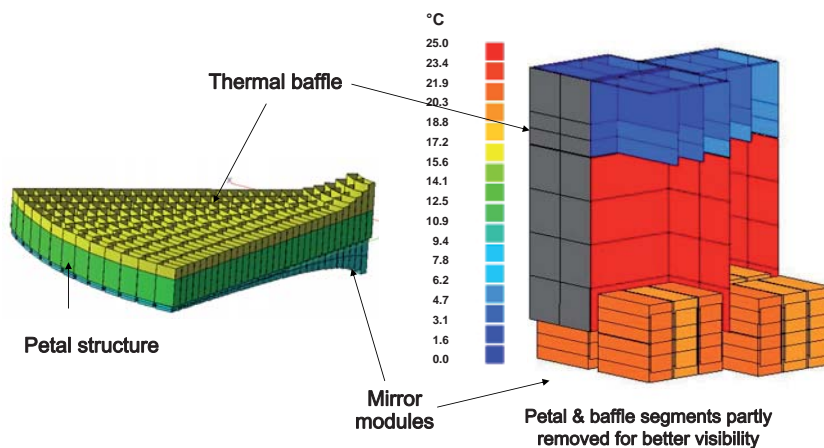 °C
25.0
23.4
21.9
20.3
18.8
17.2
15.6
14.1
12.5
10.9
9.4
7.8
6.2
4.7
3.1
1.6
0.0
Thermal baffle
Petal structure
Mirror
modules
Petal & baffle segments partly
removed for better visibility